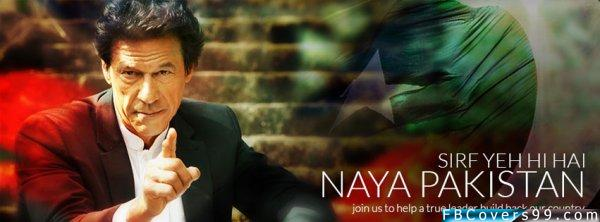 SIRF YEH HI HAI
NAYA PAKISTAN
join us to help a true leader build back our country
FBCovers99.com